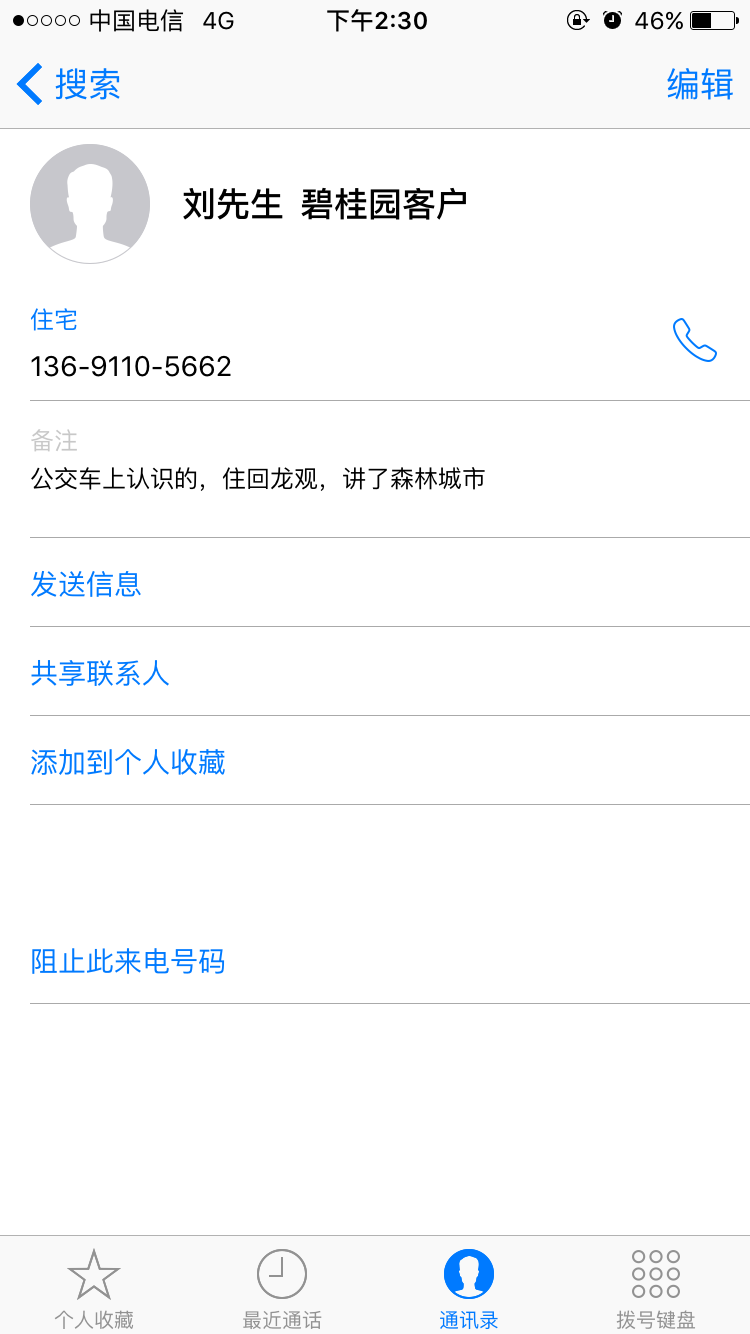 中国电信 4G 下午2:30 46%
搜索 编辑
刘先生 碧桂园客户
住宅
136-9110-5662
备注
公交车上认识的，住回龙观，讲了森林城市
发送信息
共享联系人
添加到个人收藏
阻止此来电号码
个人收藏 最近通话 通讯录 拨号键盘